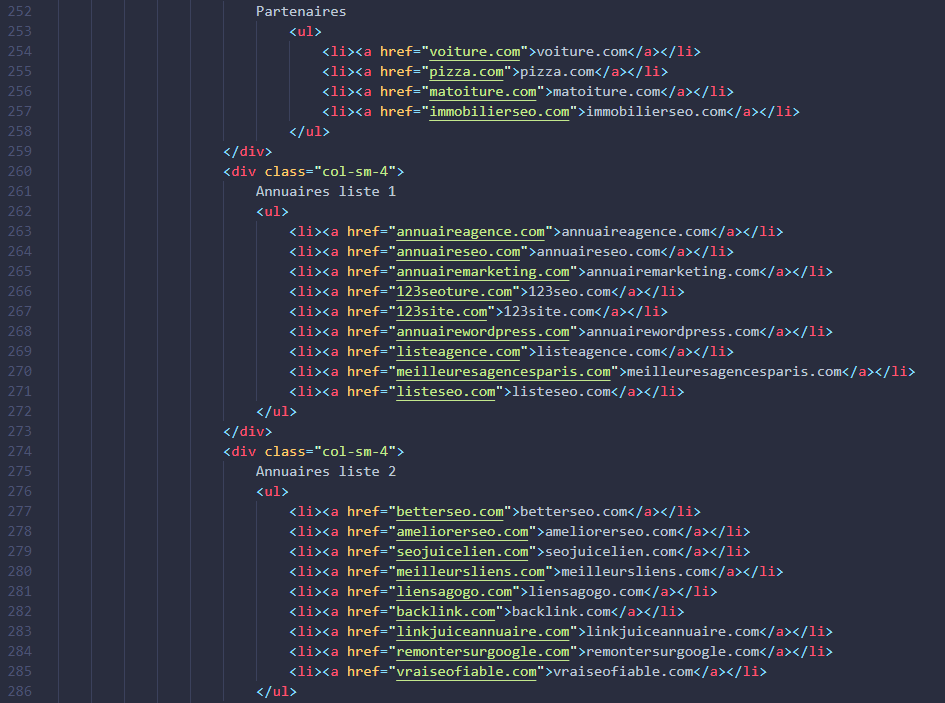 252 Partenaires
253 <ul>
254 <li><a href="voiture.com">voiture.com</a></li>
255 <li><a href="pizza.com">pizza.com</a></li>
256 <li><a href="matoiture.com">matoiture.com</a></li>
257 <li><a href="immobilierseo.com">immobilierseo.com</a></li>
258 </ul>
259 </div>
260 <div class="col-sm-4">
261 Annuaires liste 1
262 <ul>
263 <li><a href="annuaireagence.com">annuaireagence.com</a></li>
264 <li><a href="annuaireseo.com">annuaireseo.com</a></li>
265 <li><a href="annuairemarketing.com">annuairemarketing.com</a></li>
266 <li><a href="123seoture.com">123seo.com</a></li>
267 <li><a href="123site.com">123site.com</a></li>
268 <li><a href="annuairewordpress.com">annuairewordpress.com</a></li>
269 <li><a href="listeagence.com">listeagence.com</a></li>
270 <li><a href="meilleuresagencesparis.com">meilleuresagencesparis.com</a></li>
271 <li><a href="listeseo.com">listeseo.com</a></li>
272 </ul>
273 </div>
274 <div class="col-sm-4">
275 Annuaires liste 2
276 <ul>
277 <li><a href="betterseo.com">betterseo.com</a></li>
278 <li><a href="ameliorerseo.com">ameliorerseo.com</a></li>
279 <li><a href="seojuicelien.com">seojuicelien.com</a></li>
280 <li><a href="meilleursliens.com">meilleursliens.com</a></li>
281 <li><a href="liensagogo.com">liensagogo.com</a></li>
282 <li><a href="backlink.com">backlink.com</a></li>
283 <li><a href="linkjuiceannuaire.com">linkjuiceannuaire.com</a></li>
284 <li><a href="remontersurgoogle.com">remontersurgoogle.com</a></li>
285 <li><a href="vraiseofiable.com">vraiseofiable.com</a></li>
286 </ul>